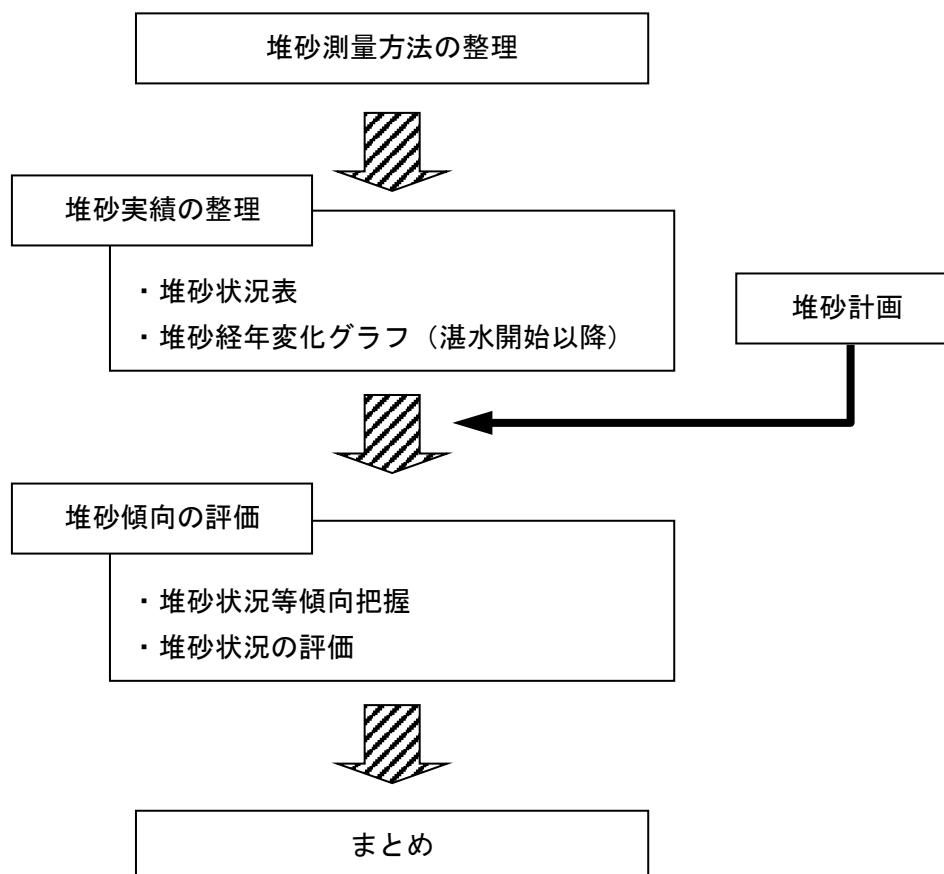 堆砂測量方法の整理
堆砂実績の整理
・堆砂状況表
・堆砂経年変化グラフ（湛水開始以降）
堆砂計画
堆砂傾向の評価
・堆砂状況等傾向把握
・堆砂状況の評価
まとめ